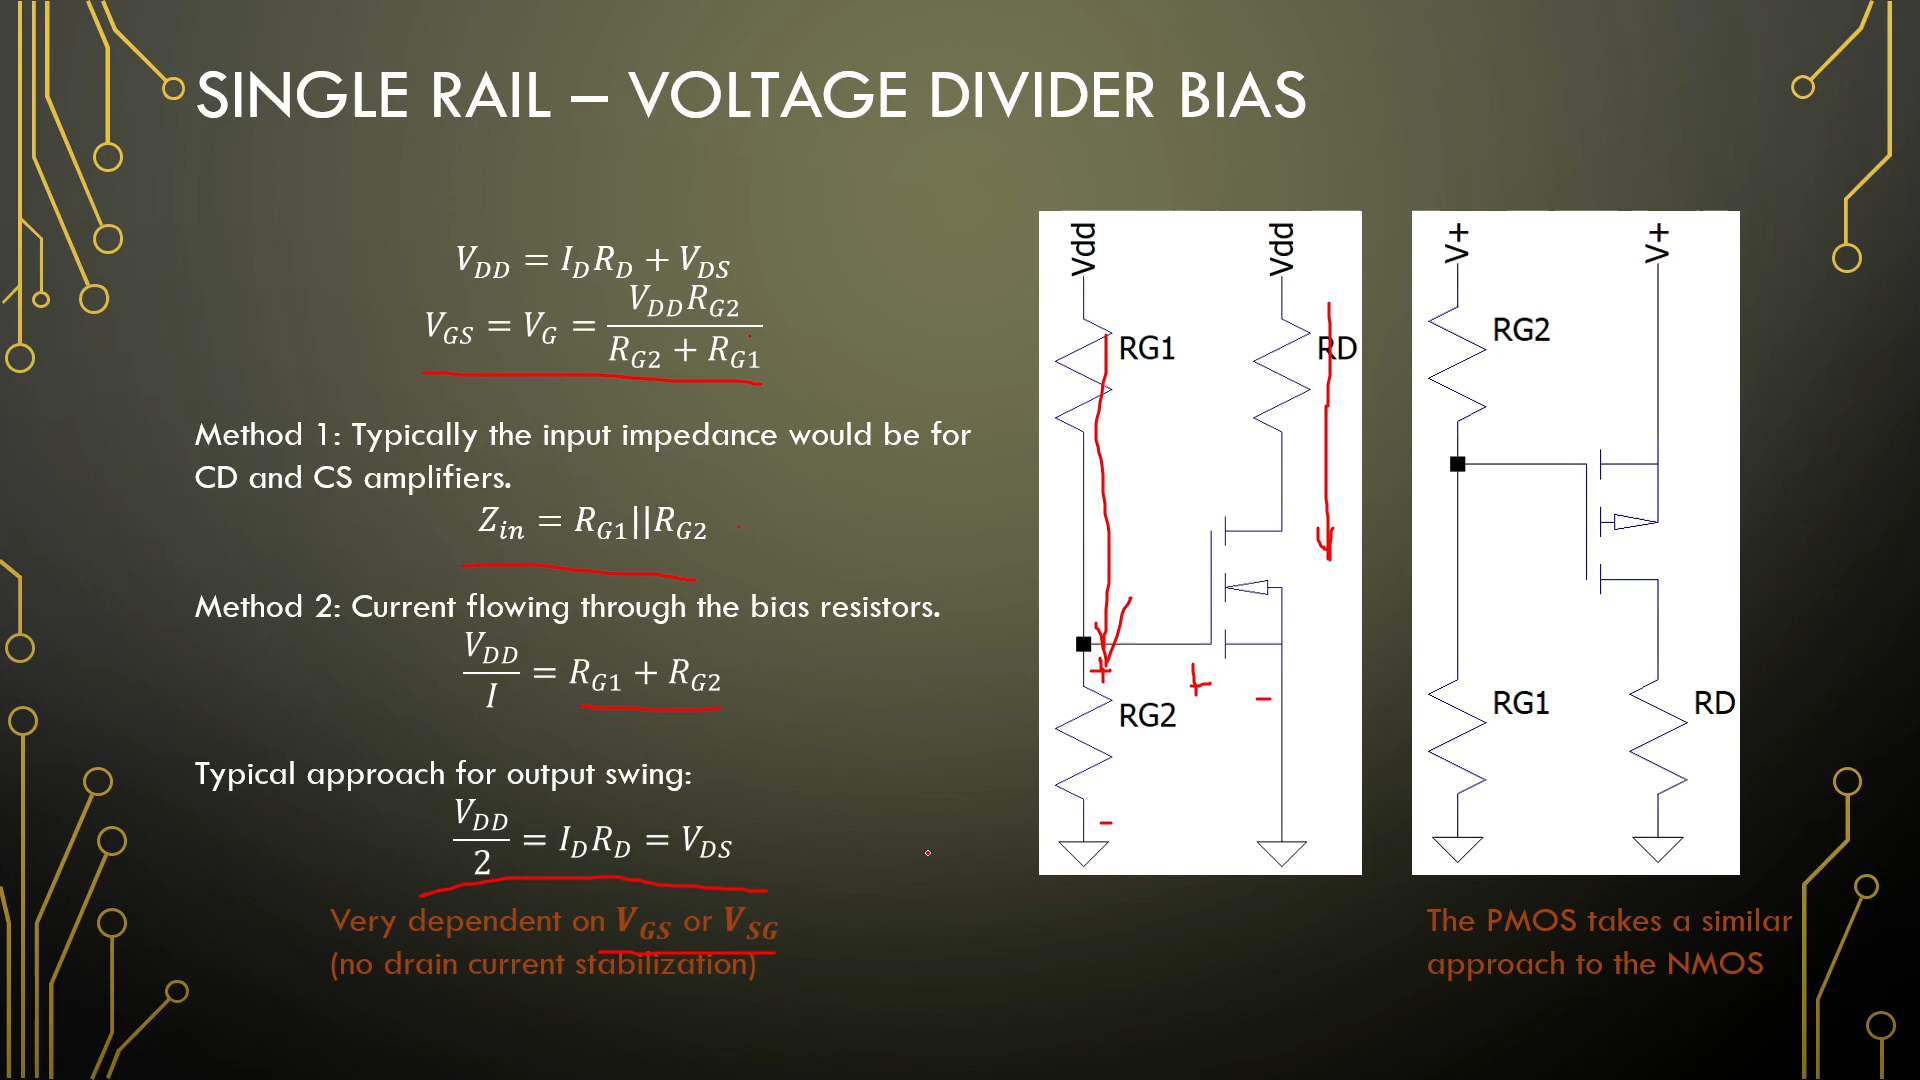 SINGLE RAIL – VOLTAGE DIVIDER BIAS
V_DD = I_D R_D + V_DS
V_GS = V_G = V_DD R_G2 / (R_G2 + R_G1)
Method 1: Typically the input impedance would be for
CD and CS amplifiers.
Z_in = R_G1||R_G2
Method 2: Current flowing through the bias resistors.
V_DD / I = R_G1 + R_G2
Typical approach for output swing:
V_DD / 2 = I_D R_D = V_DS
Very dependent on V_GS or V_SG
(no drain current stabilization)
Vdd
Vdd
RG1
RD
+
+
-
RG2
-
V+
V+
RG2
RG1
RD
The PMOS takes a similar
approach to the NMOS